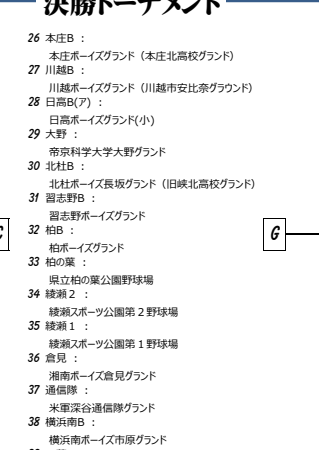 決勝トーナメント
26 本庄B ：
本庄ボーイズグランド（本庄北高校グランド）
27 川越B ：
川越ボーイズグランド（川越市安比奈グラウンド）
28 日高B(ア) ：
日高ボーイズグランド(小)
29 大野 ：
帝京科学大学大野グランド
30 北杜B ：
北杜ボーイズ長坂グランド（旧峡北高校グランド）
31 習志野B ：
習志野ボーイズグランド
32 柏B ：
柏ボーイズグランド
33 柏の葉 ：
県立柏の葉公園野球場
34 綾瀬２ ：
綾瀬スポーツ公園第２野球場
35 綾瀬１ ：
綾瀬スポーツ公園第１野球場
36 倉見 ：
湘南ボーイズ倉見グランド
37 通信隊 ：
米軍深谷通信隊グランド
38 横浜南B ：
横浜南ボーイズ市原グランド
G